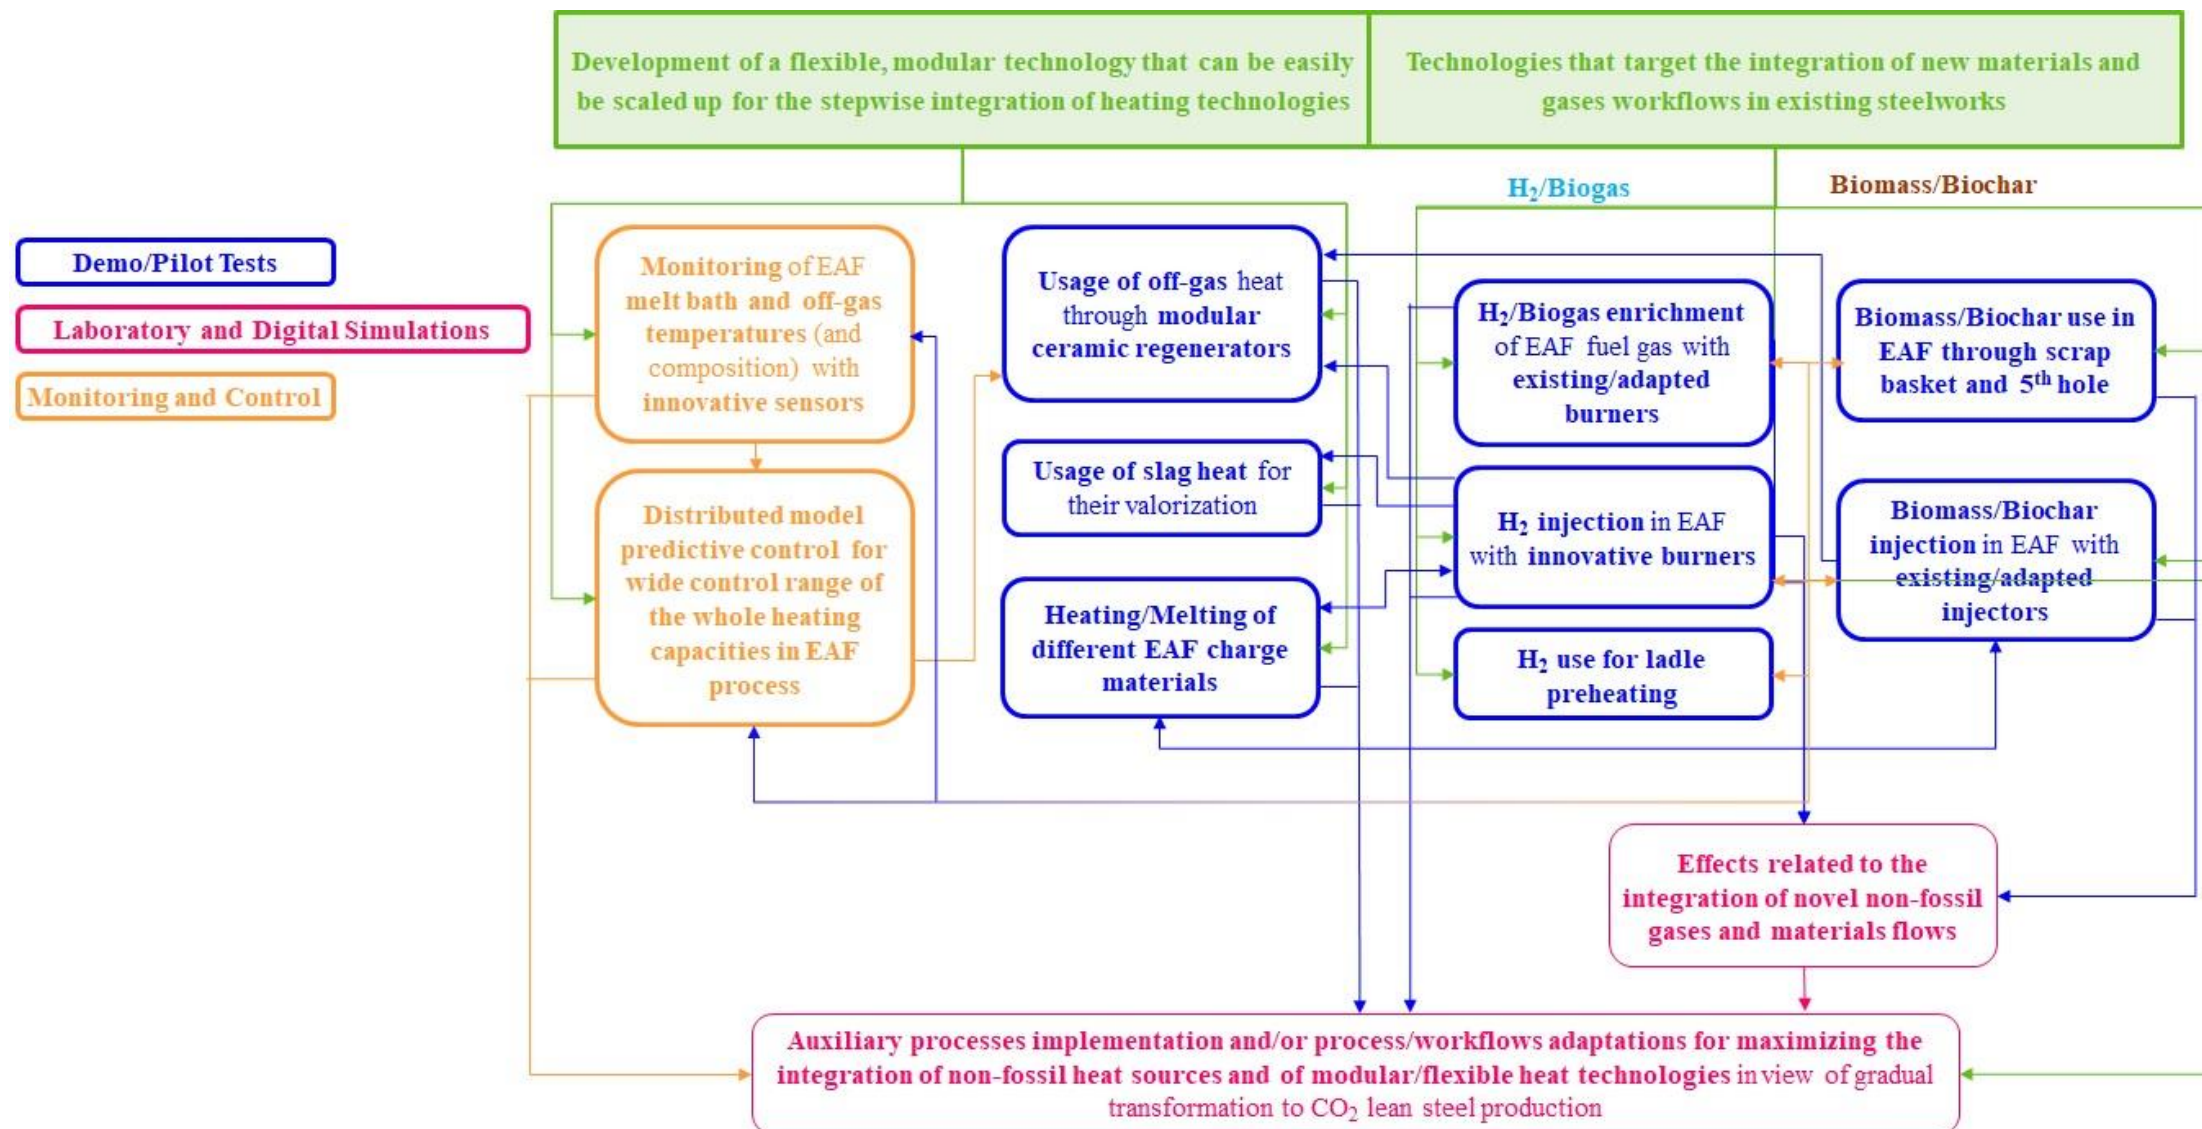 Development of a flexible, modular technology that can be easily
be scaled up for the stepwise integration of heating technologies
Technologies that target the integration of new materials and
gases workflows in existing steelworks
H₂/Biogas
Biomass/Biochar
Demo/Pilot Tests
Laboratory and Digital Simulations
Monitoring and Control
Monitoring of EAF
melt bath and off-gas
temperatures (and
composition) with
innovative sensors
Distributed model
predictive control for
wide control range of
the whole heating
capacities in EAF
process
Usage of off-gas heat
through modular
ceramic regenerators
Usage of slag heat for
their valorization
Heating/Melting of
different EAF charge
materials
H₂/Biogas enrichment
of EAF fuel gas with
existing/adapted
burners
H₂ injection in EAF
with innovative burners
H₂ use for ladle
preheating
Biomass/Biochar use in
EAF through scrap
basket and 5th hole
Biomass/Biochar
injection in EAF with
existing/adapted
injectors
Effects related to the
integration of novel non-fossil
gases and materials flows
Auxiliary processes implementation and/or process/workflows adaptations for maximizing the
integration of non-fossil heat sources and of modular/flexible heat technologies in view of gradual
transformation to CO₂ lean steel production